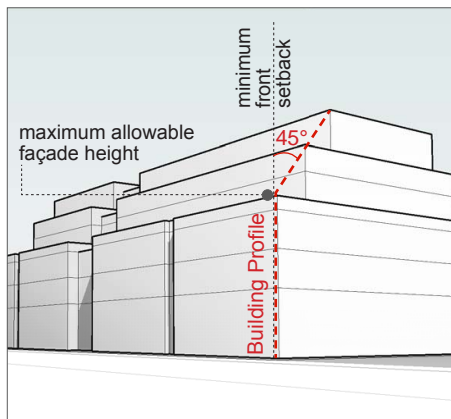 minimum
front
setback
maximum allowable
façade height
45°
Building Profile